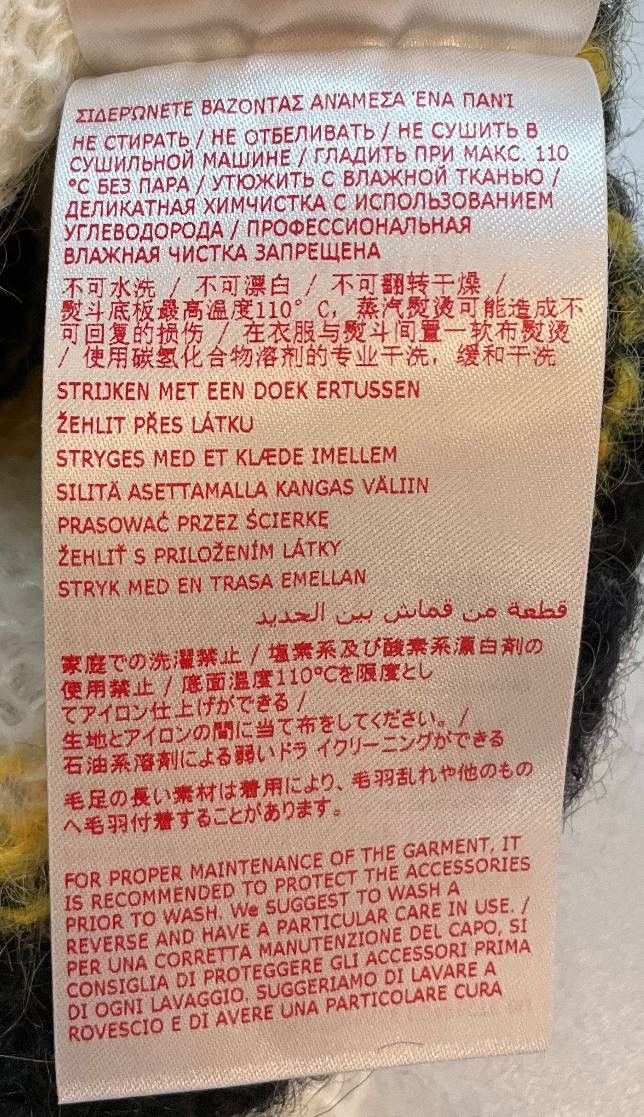 ΣΙΔΕΡΩΝΕΤΕ ΒΑΖΟΝΤΑΣ ΑΝΆΜΕΣΑ ΈΝΑ ΠΑΝΊ
НЕ СТИРАТЬ / НЕ ОТБЕЛИВАТЬ / НЕ СУШИТЬ В
СУШИЛЬНОЙ МАШИНЕ / ГЛАДИТЬ ПРИ МАКС. 110
°C БЕЗ ПАРА / УТЮЖИТЬ С ВЛАЖНОЙ ТКАНЬЮ /
ДЕЛИКАТНАЯ ХИМЧИСТКА С ИСПОЛЬЗОВАНИЕМ
УГЛЕВОДОРОДА / ПРОФЕССИОНАЛЬНАЯ
ВЛАЖНАЯ ЧИСТКА ЗАПРЕЩЕНА
不可水洗 / 不可漂白 / 不可翻转干燥 /
熨斗底板最高温度110° C, 蒸汽熨烫可能造成不
可回复的损伤 / 在衣服与熨斗间置一软布熨烫
/ 使用碳氢化合物溶剂的专业干洗, 缓和干洗
STRIJKEN MET EEN DOEK ERTUSSEN
ŽEHLIT PŘES LÁTKU
STRYGES MED ET KLÆDE IMELLEM
SILITÄ ASETTAMALLA KANGAS VÄLIIN
PRASOWAĆ PRZEZ ŚCIERKĘ
ŽEHLIŤ S PRILOŽENÍM LÁTKY
STRYK MED EN TRASA EMELLAN
قطعة من قماش بين الحديد
家庭での洗濯禁止 / 塩素系及び酸素系漂白剤の
使用禁止 / 底面温度110℃を限度とし
てアイロン仕上げができる /
生地とアイロンの間に当て布をしてください。 /
石油系溶剤による弱いドラ イクリーニングができる
毛足の長い素材は着用により、毛羽乱れや他のもの
へ毛羽付着することがあります。
FOR PROPER MAINTENANCE OF THE GARMENT, IT
IS RECOMMENDED TO PROTECT THE ACCESSORIES
PRIOR TO WASH. We SUGGEST TO WASH A
REVERSE AND HAVE A PARTICULAR CARE IN USE. /
PER UNA CORRETTA MANUTENZIONE DEL CAPO, SI
CONSIGLIA DI PROTEGGERE GLI ACCESSORI PRIMA
DI OGNI LAVAGGIO. SUGGERIAMO DI LAVARE A
ROVESCIO E DI AVERE UNA PARTICOLARE CURA